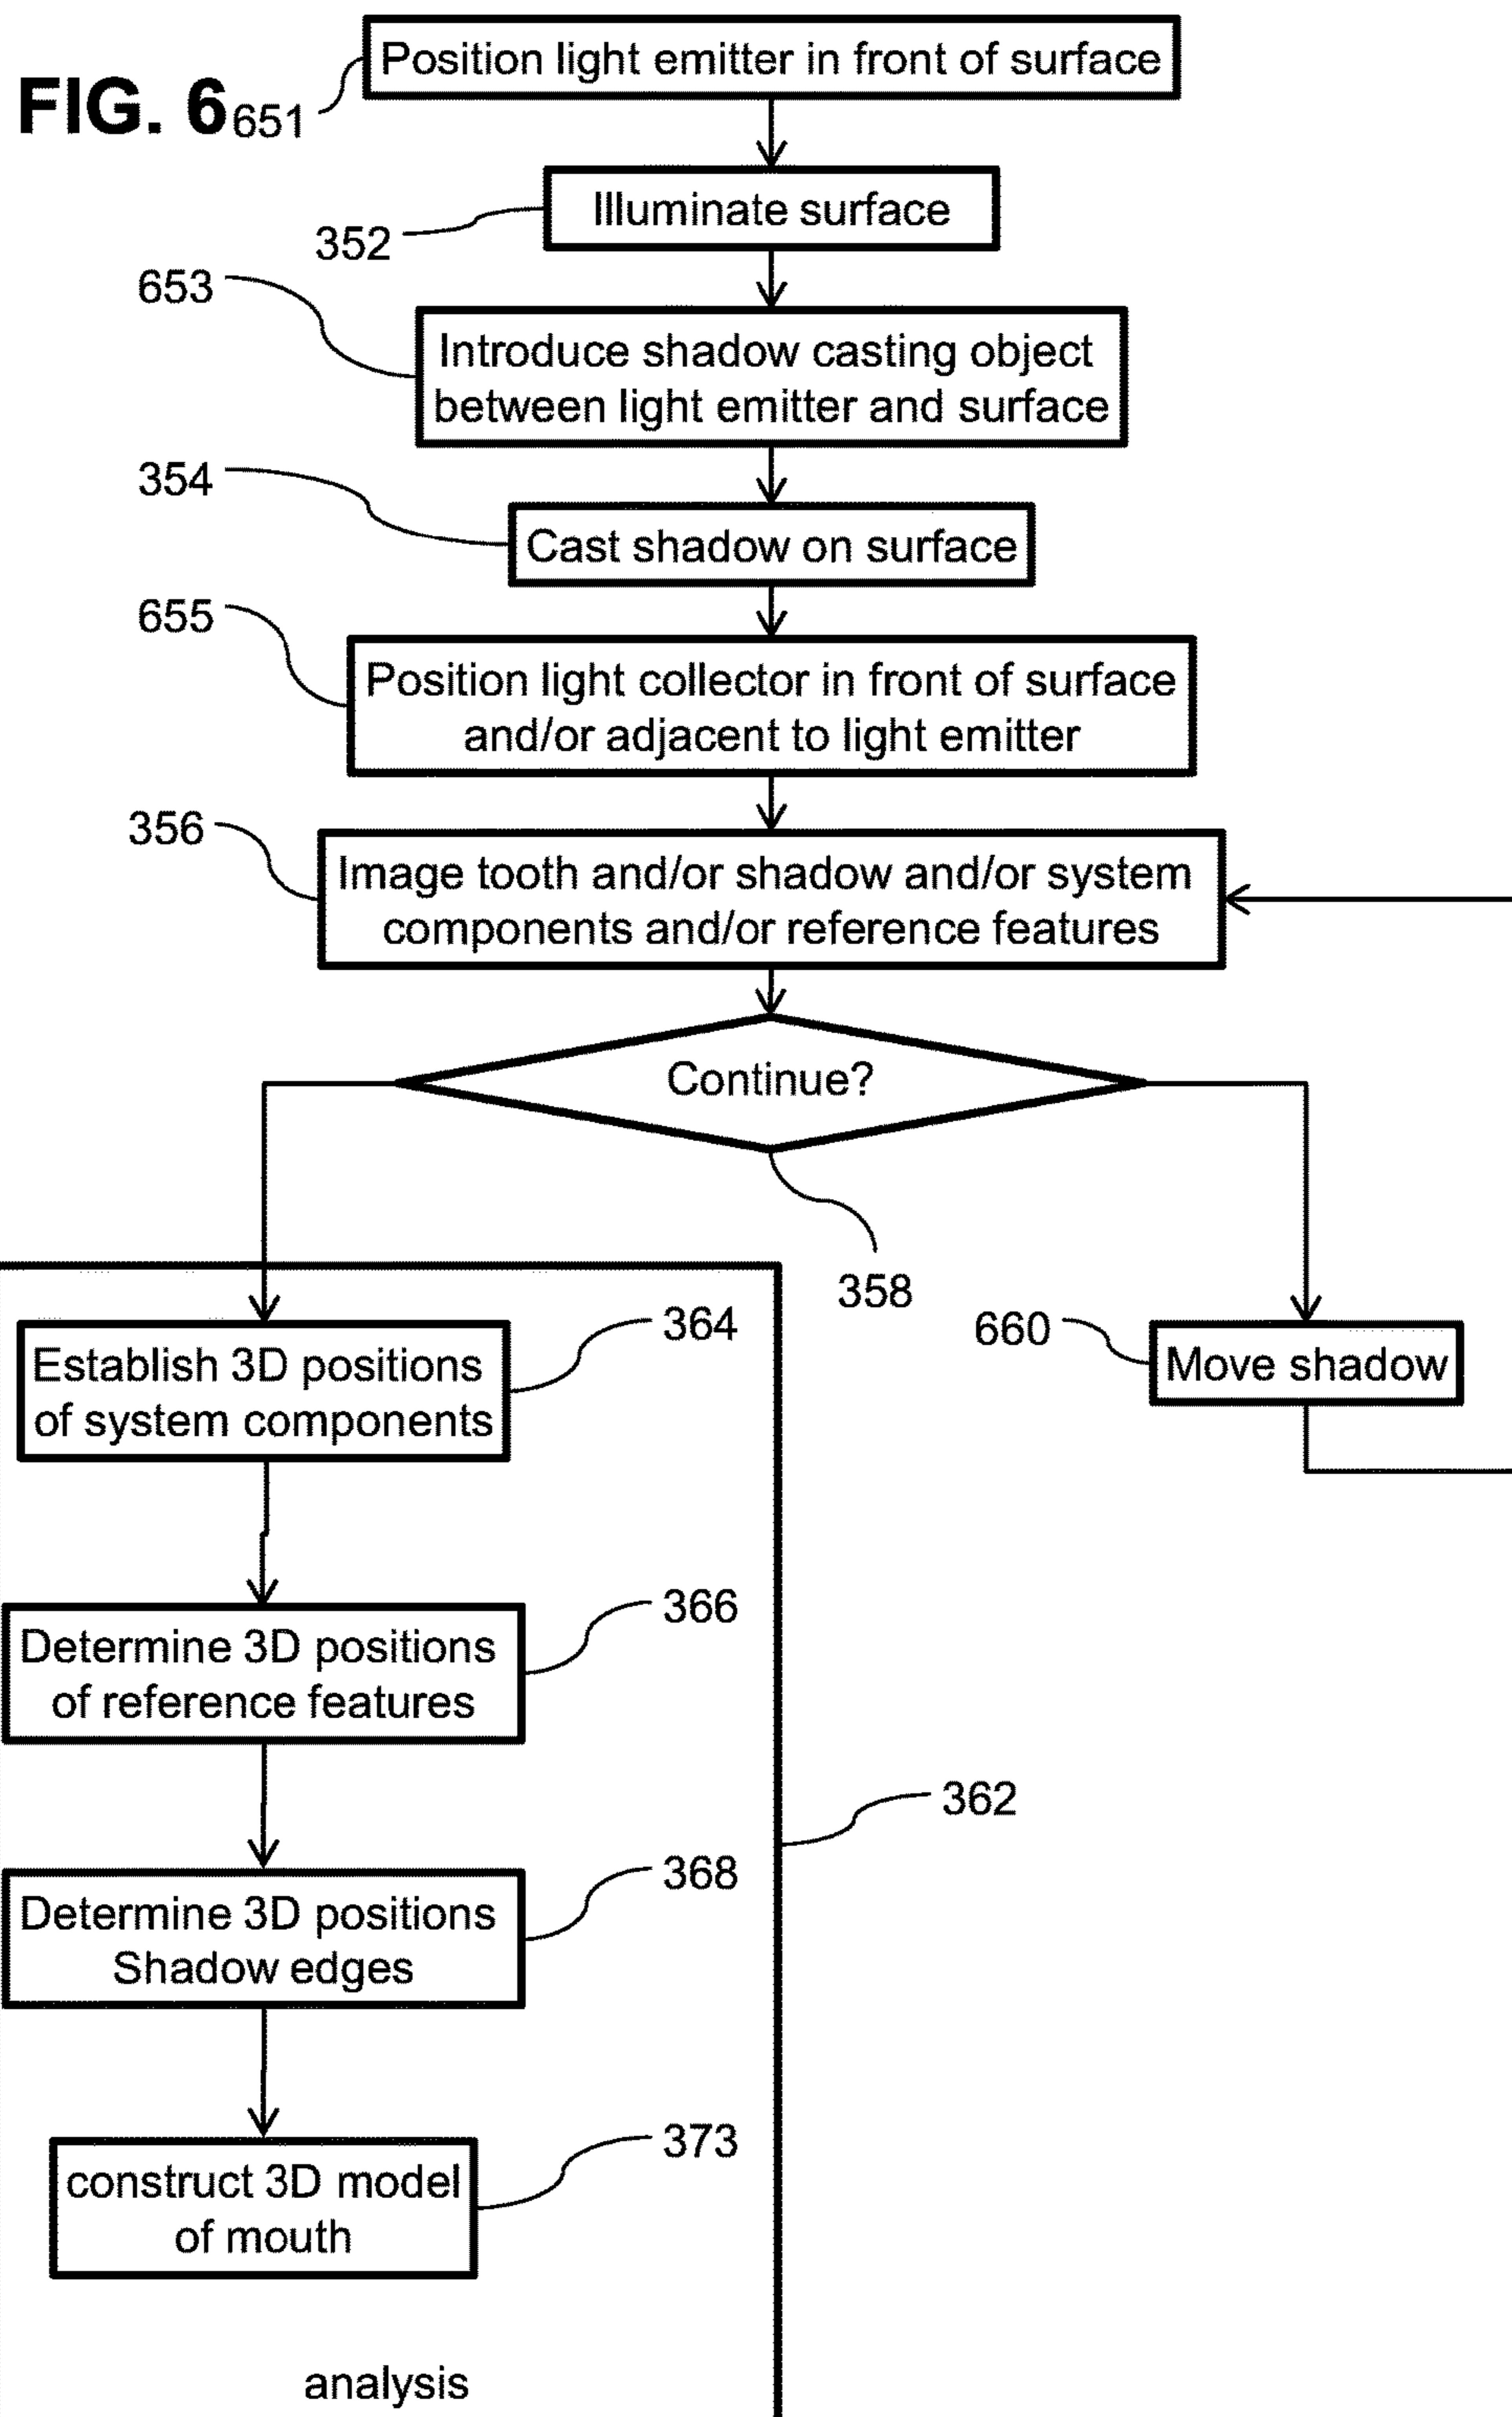 FIG. 6
651
Position light emitter in front of surface
352
Illuminate surface
653
Introduce shadow casting object
between light emitter and surface
354
Cast shadow on surface
655
Position light collector in front of surface
and/or adjacent to light emitter
356
Image tooth and/or shadow and/or system
components and/or reference features
Continue?
358
364
Establish 3D positions
of system components
660
Move shadow
366
Determine 3D positions
of reference features
362
368
Determine 3D positions
Shadow edges
373
construct 3D model
of mouth
analysis